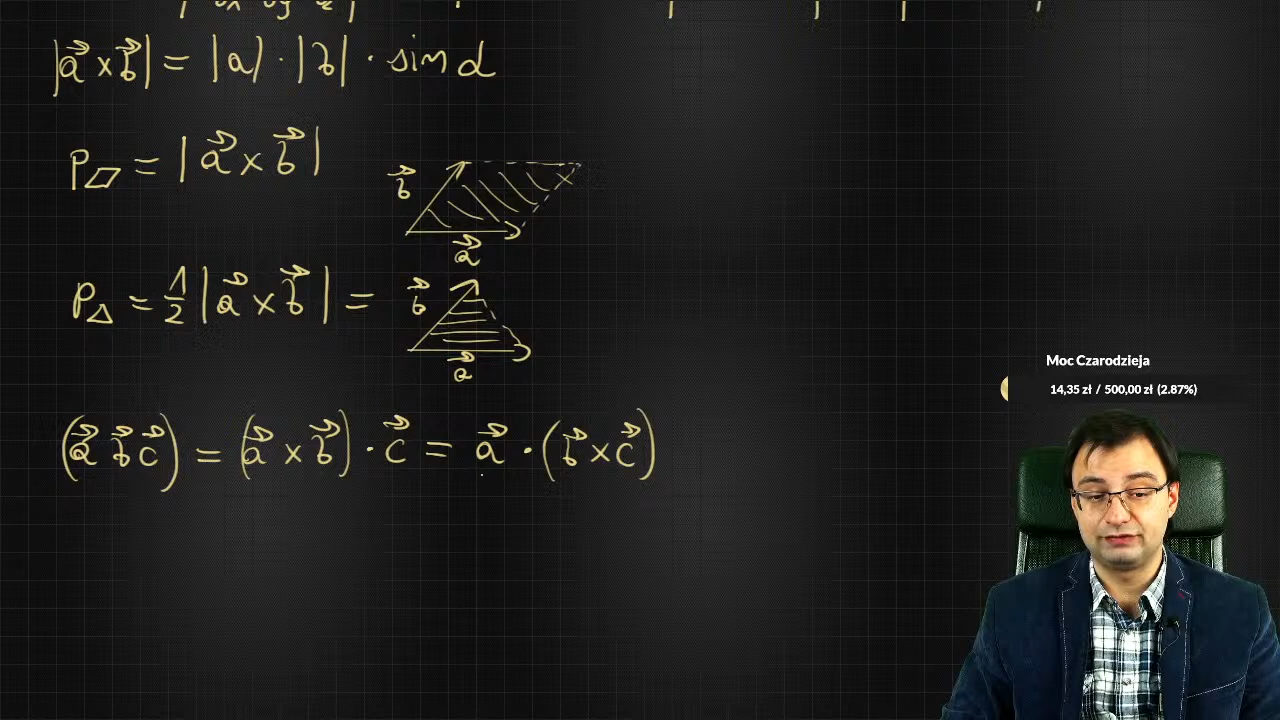 |a⃗ × b⃗| = |a| · |b| · sin α
P▱ = |a⃗ × b⃗|
b⃗
a⃗
P△ = 1/2 |a⃗ × b⃗| =
b⃗
a⃗
Moc Czarodzieja
14,35 zł / 500,00 zł (2.87%)
(a⃗ b⃗ c⃗) = (a⃗ × b⃗) · c⃗ = a⃗ · (b⃗ × c⃗)